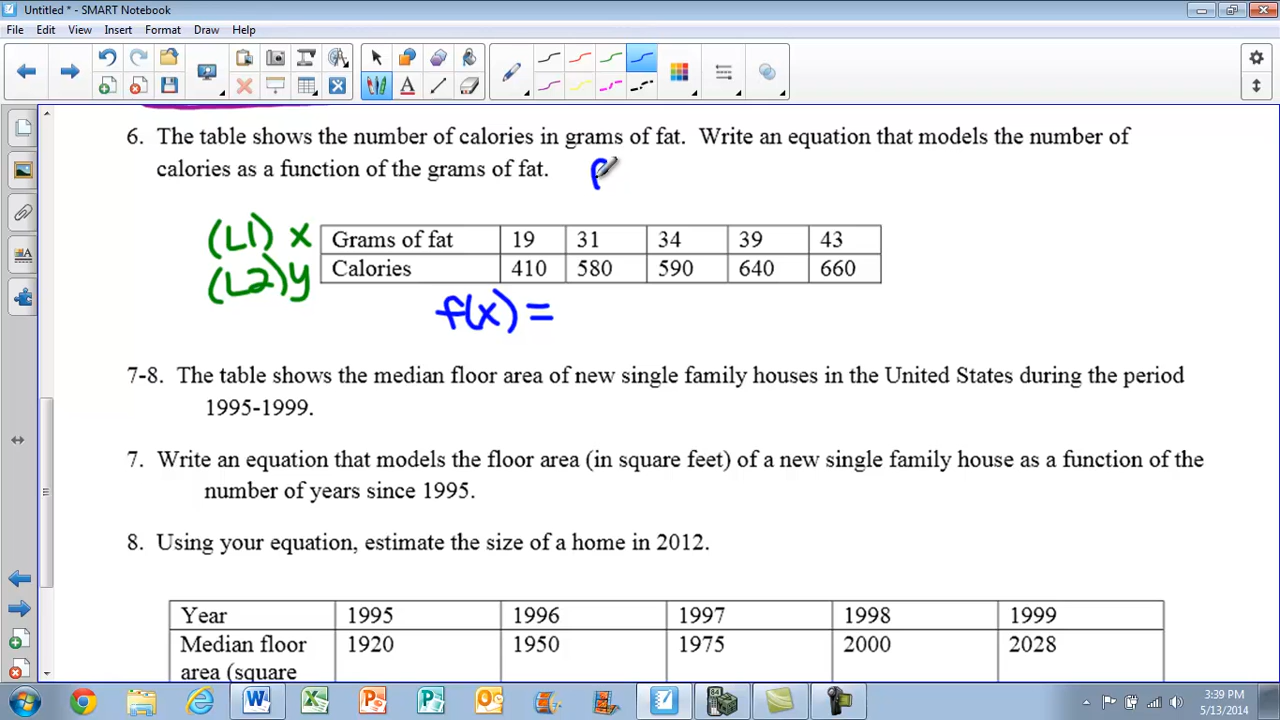 Untitled * - SMART Notebook
File Edit View Insert Format Draw Help
6. The table shows the number of calories in grams of fat. Write an equation that models the number of
calories as a function of the grams of fat.
(L1) x Grams of fat 19 31 34 39 43
(L2) y Calories 410 580 590 640 660
f(x) =
7-8. The table shows the median floor area of new single family houses in the United States during the period
1995-1999.
7. Write an equation that models the floor area (in square feet) of a new single family house as a function of the
number of years since 1995.
8. Using your equation, estimate the size of a home in 2012.
Year 1995 1996 1997 1998 1999
Median floor 1920 1950 1975 2000 2028
area (square
3:39 PM
5/13/2014